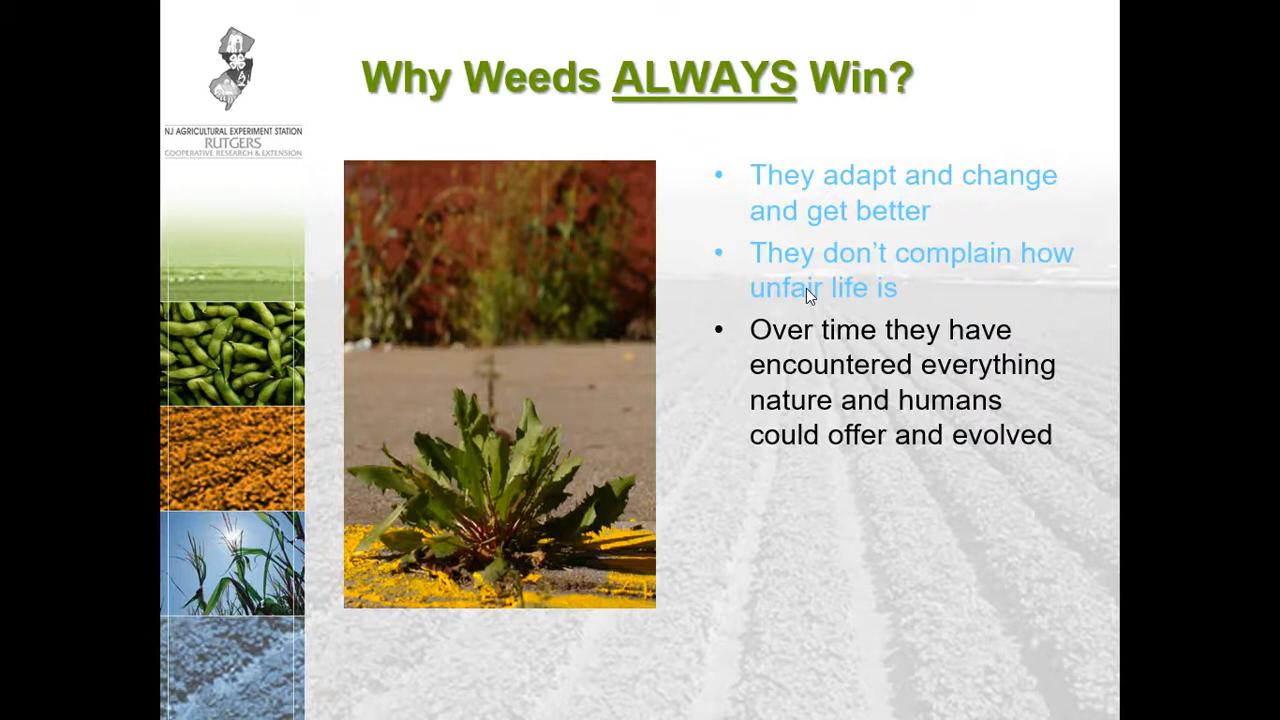 Why Weeds ALWAYS Win?
NJ AGRICULTURAL EXPERIMENT STATION
RUTGERS
COOPERATIVE RESEARCH & EXTENSION
• They adapt and change
and get better
• They don’t complain how
unfair life is
• Over time they have
encountered everything
nature and humans
could offer and evolved